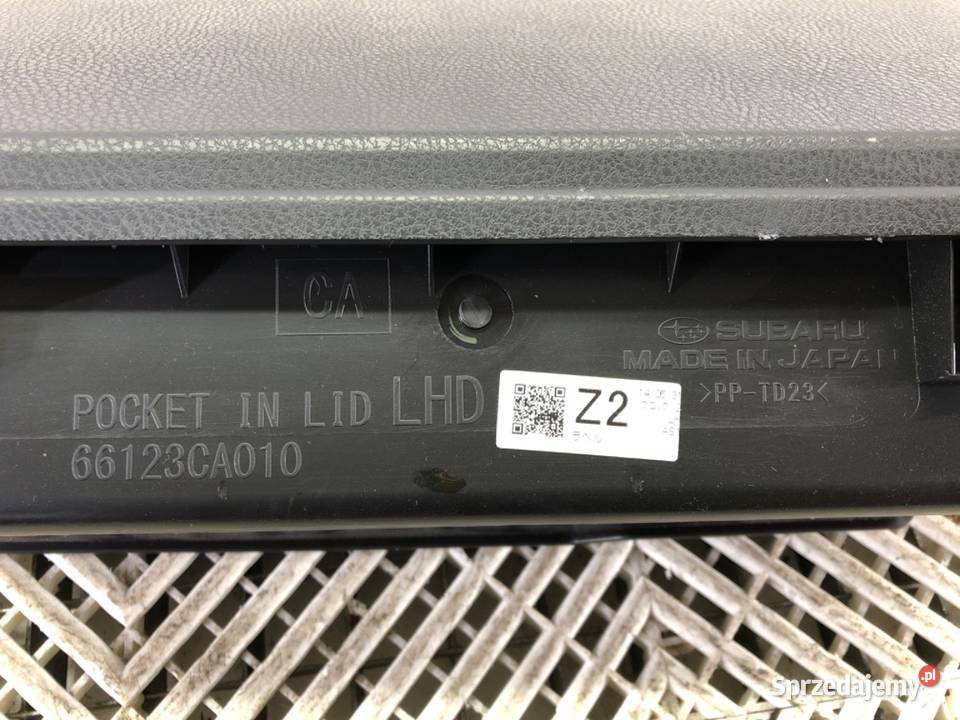 CA
SUBARU
MADE IN JAPAN
>PP-TD23<
POCKET IN LID LHD
66123CA010
Z2
Sprzedajemy.pl